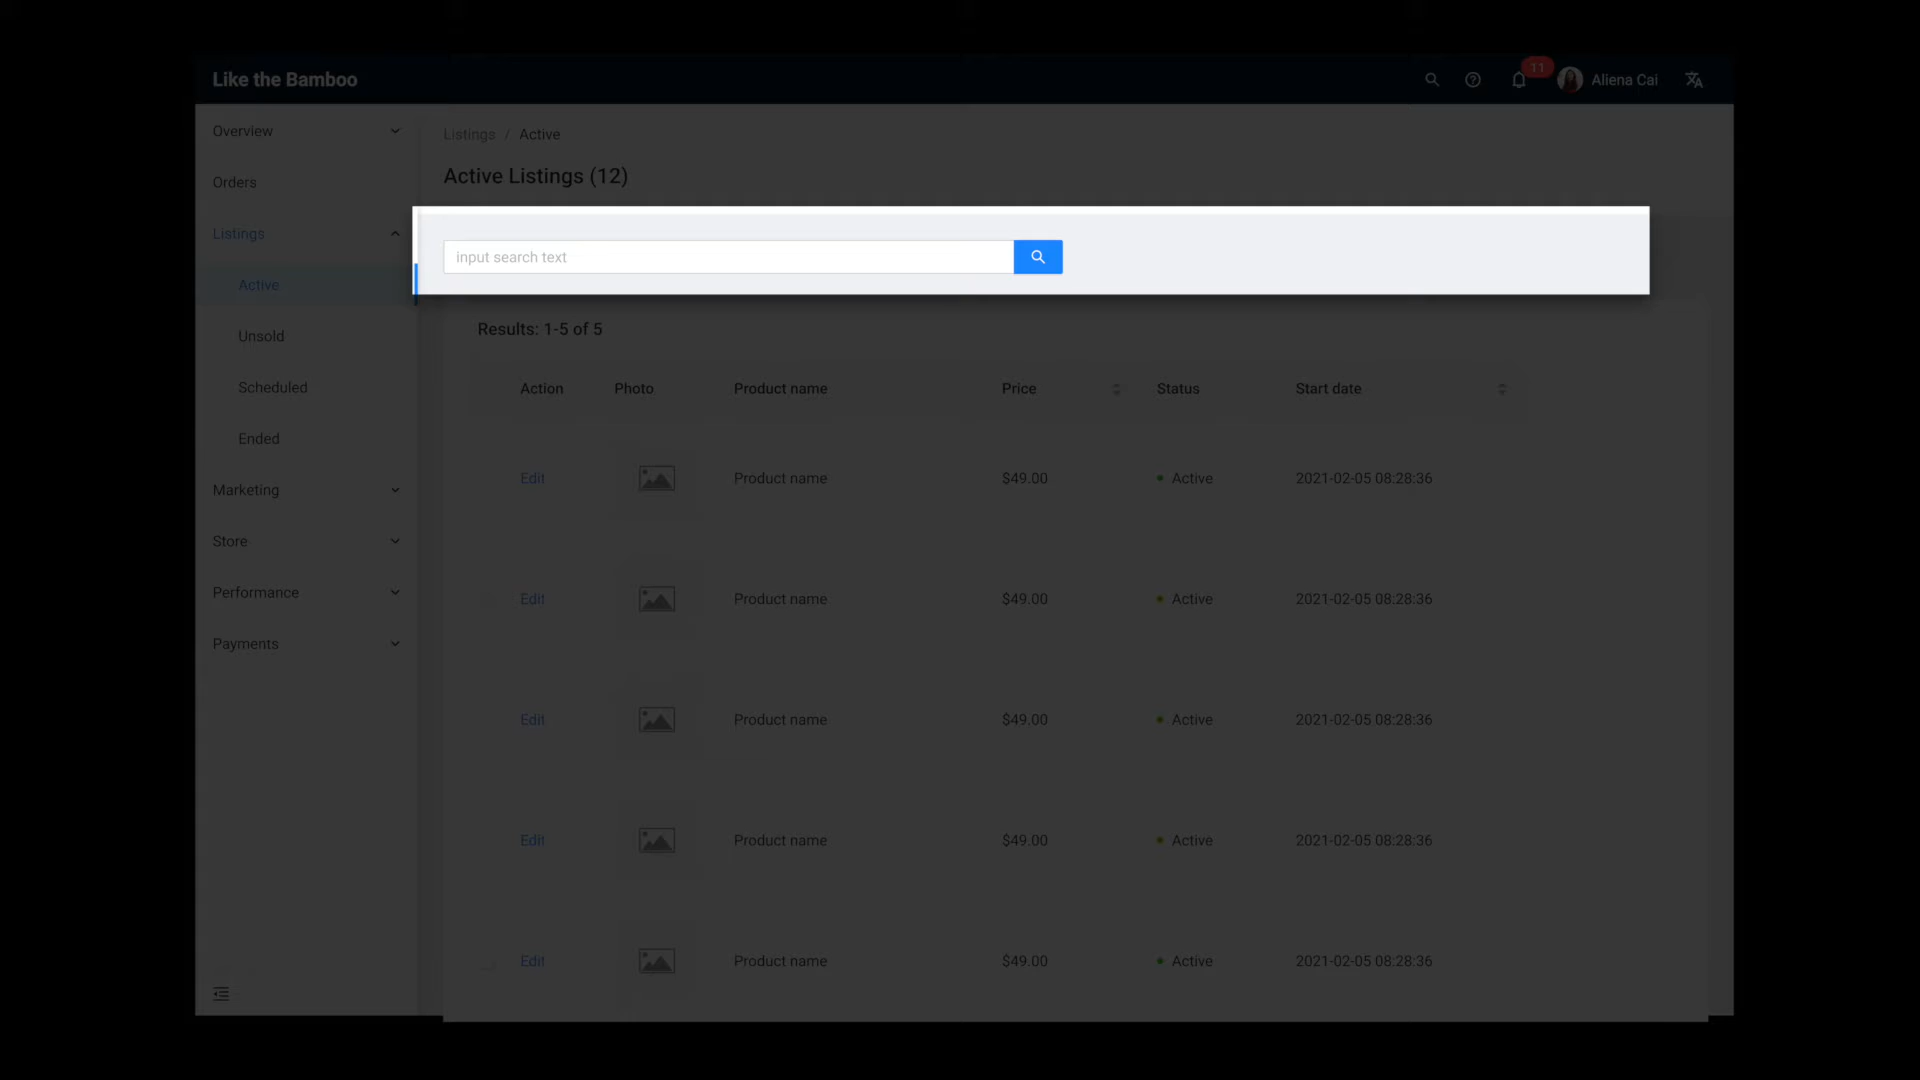 Like the Bamboo
11
Aliena Cai
Overview
Orders
Listings
Active
Unsold
Scheduled
Ended
Marketing
Store
Performance
Payments
Listings / Active
Active Listings (12)
input search text
Results: 1-5 of 5
Action Photo Product name Price Status Start date
Edit Product name $49.00 Active 2021-02-05 08:28:36
Edit Product name $49.00 Active 2021-02-05 08:28:36
Edit Product name $49.00 Active 2021-02-05 08:28:36
Edit Product name $49.00 Active 2021-02-05 08:28:36
Edit Product name $49.00 Active 2021-02-05 08:28:36